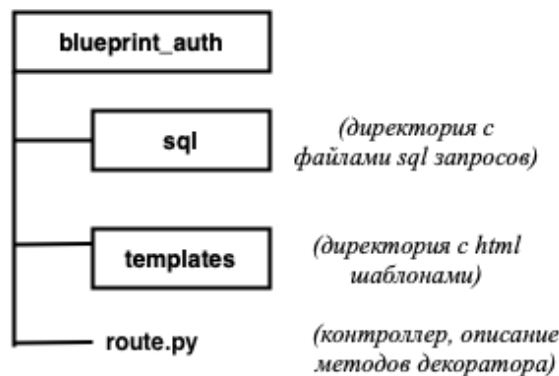 blueprint_auth
sql
(директория с
файлами sql запросов)
templates
(директория с html
шаблонами)
route.py
(контроллер, описание
методов декоратора)